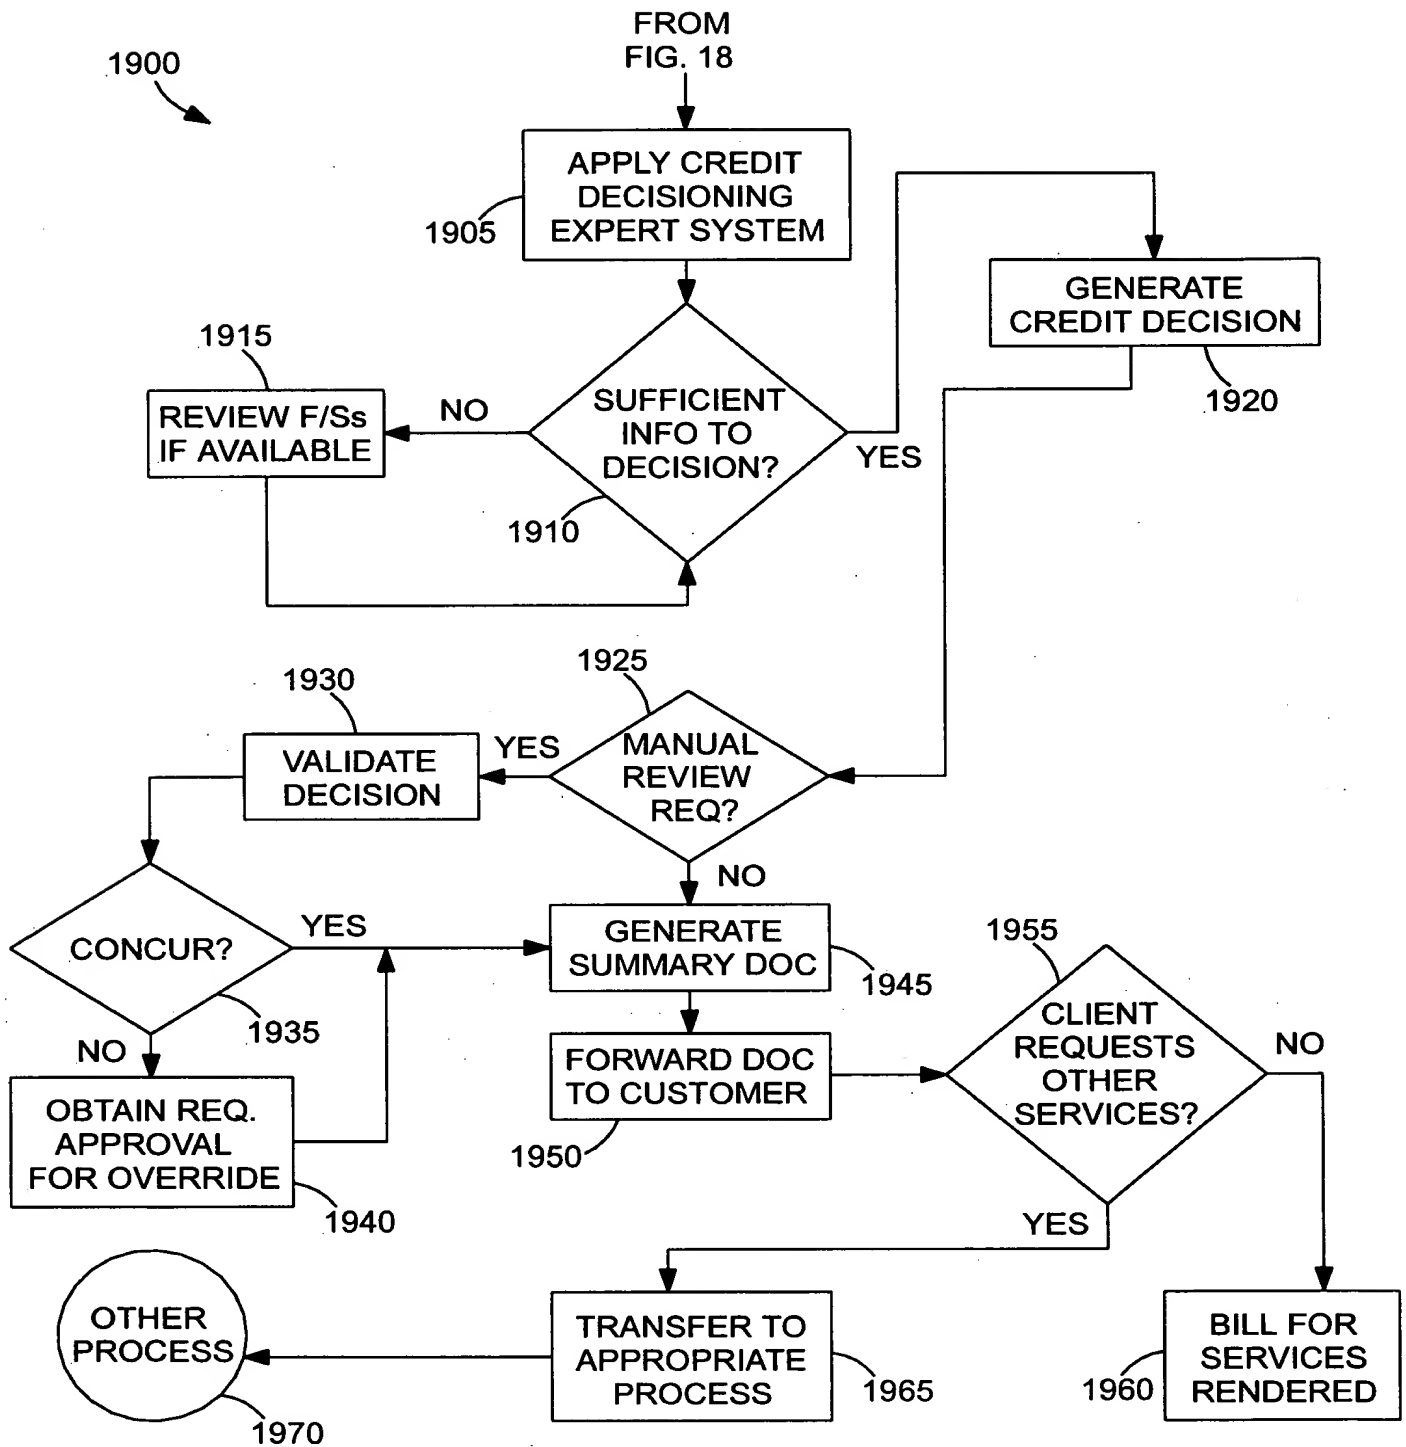 FROM
FIG. 18
1900
APPLY CREDIT
DECISIONING
EXPERT SYSTEM
1905
GENERATE
CREDIT DECISION
1920
1915
REVIEW F/Ss
IF AVAILABLE
NO
SUFFICIENT
INFO TO
DECISION?
YES
1910
1925
1930
VALIDATE
DECISION
YES
MANUAL
REVIEW
REQ?
NO
CONCUR?
YES
1935
NO
GENERATE
SUMMARY DOC
1945
1955
CLIENT
REQUESTS
OTHER
SERVICES?
NO
FORWARD DOC
TO CUSTOMER
1950
OBTAIN REQ.
APPROVAL
FOR OVERRIDE
1940
YES
OTHER
PROCESS
1970
TRANSFER TO
APPROPRIATE
PROCESS
1965
BILL FOR
SERVICES
RENDERED
1960